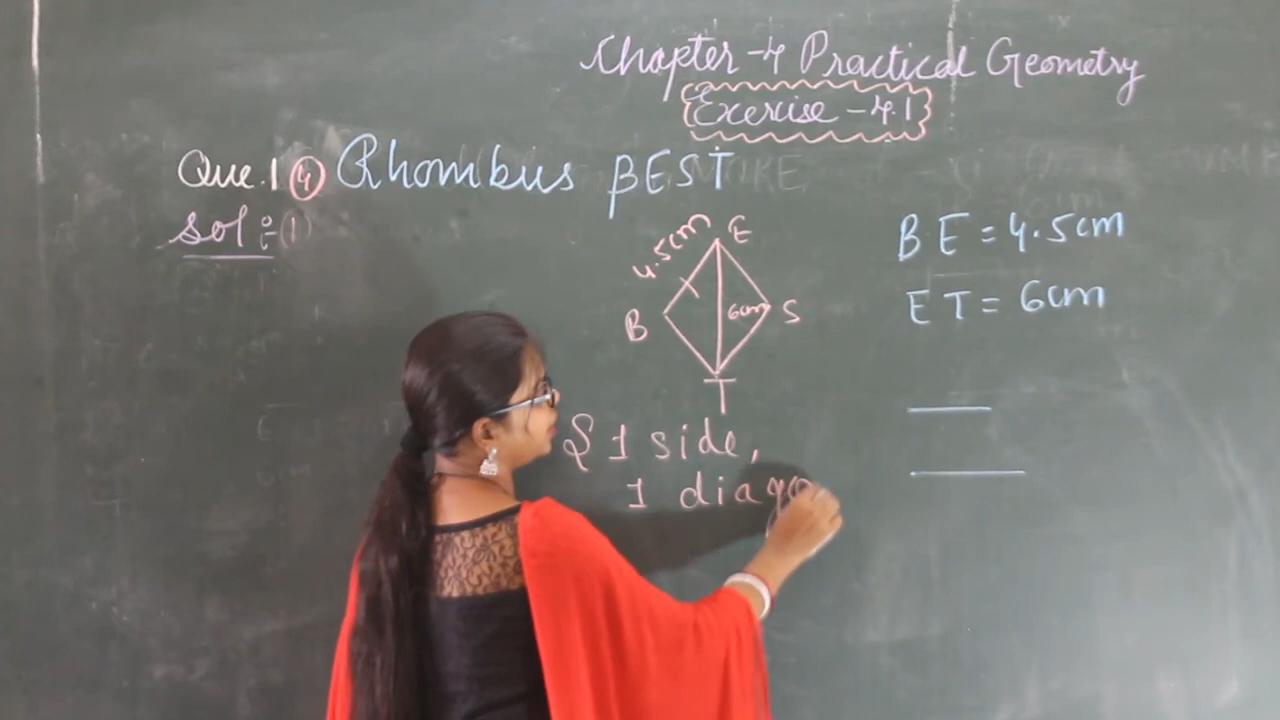 Chapter-4 Practical Geometry
Exercise-4.1
Que.1 (4) Rhombus BEST
Sol:-(1)
BE = 4.5cm
ET = 6cm
4.5cm
E
6cm
B
S
T
1 side,
1 diago